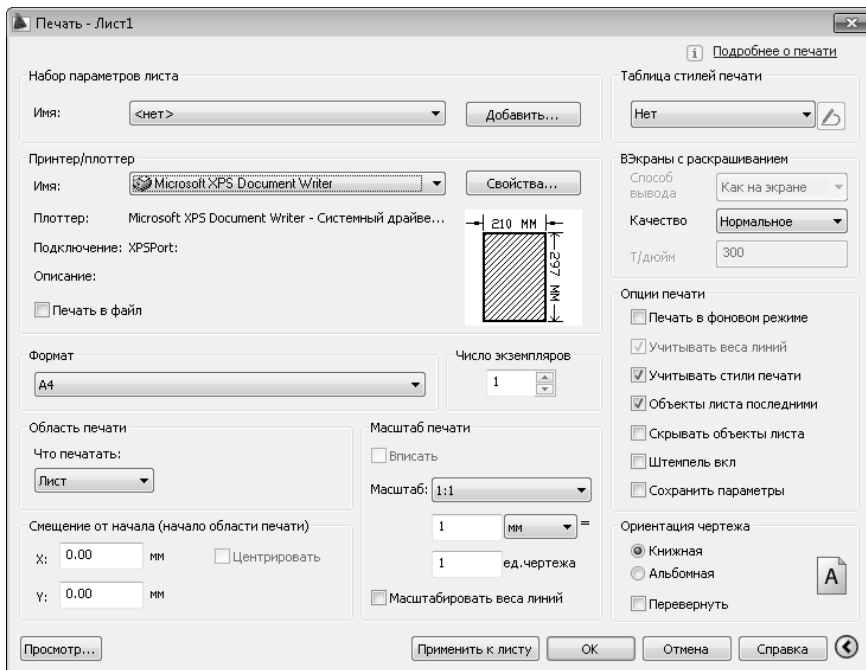 Печать - Лист1
Подробнее о печати
Набор параметров листа
Имя: <нет> Добавить...
Таблица стилей печати
Нет
Принтер/плоттер
Имя: Microsoft XPS Document Writer Свойства...
Плоттер: Microsoft XPS Document Writer - Системный драйве...
Подключение: XPSPort:
Описание:
Печать в файл
210 MM
297 MM
ВЭкраны с раскрашиванием
Способ вывода Как на экране
Качество Нормальное
Т/дюйм 300
Формат
A4
Число экземпляров
1
Опции печати
Печать в фоновом режиме
Учитывать веса линий
Учитывать стили печати
Объекты листа последними
Скрывать объекты листа
Штемпель вкл
Сохранить параметры
Область печати
Что печатать:
Лист
Масштаб печати
Вписать
Масштаб: 1:1
1 мм =
1 ед.чертежа
Масштабировать веса линий
Смещение от начала (начало области печати)
X: 0.00 мм Центрировать
Y: 0.00 мм
Ориентация чертежа
Книжная
Альбомная
Перевернуть
A
Просмотр... Применить к листу ОК Отмена Справка